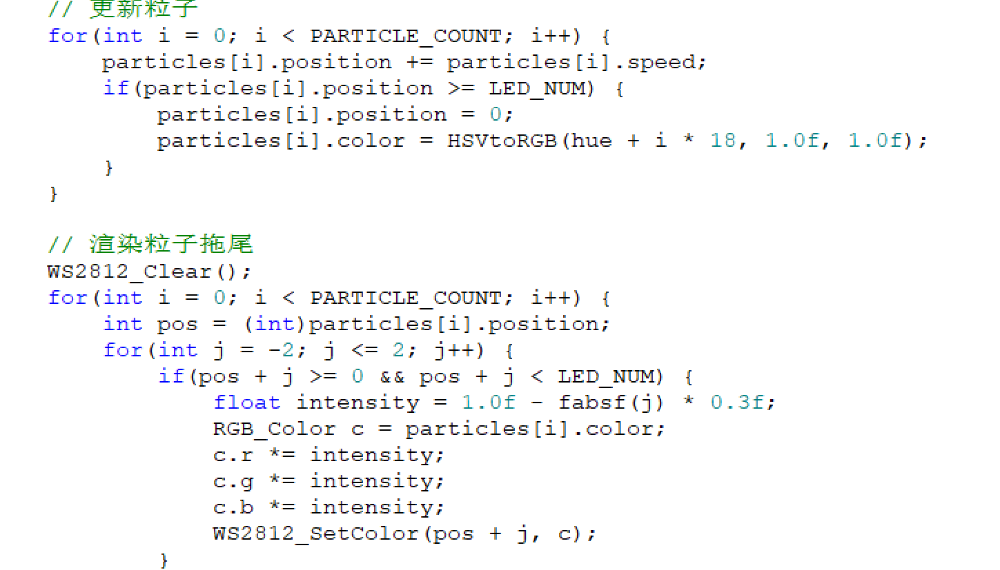 // 更新粒子
for(int i = 0; i < PARTICLE_COUNT; i++) {
particles[i].position += particles[i].speed;
if(particles[i].position >= LED_NUM) {
particles[i].position = 0;
particles[i].color = HSVtoRGB(hue + i * 18, 1.0f, 1.0f);
}
}
// 渲染粒子拖尾
WS2812_Clear();
for(int i = 0; i < PARTICLE_COUNT; i++) {
int pos = (int)particles[i].position;
for(int j = -2; j <= 2; j++) {
if(pos + j >= 0 && pos + j < LED_NUM) {
float intensity = 1.0f - fabsf(j) * 0.3f;
RGB_Color c = particles[i].color;
c.r *= intensity;
c.g *= intensity;
c.b *= intensity;
WS2812_SetColor(pos + j, c);
}